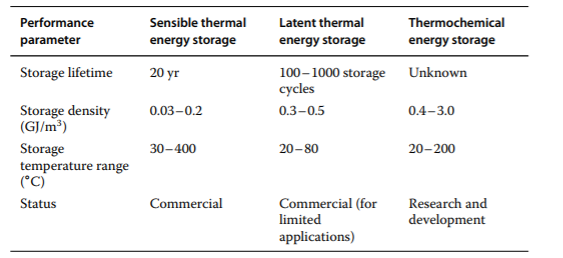 Performance parameter | Sensible thermal energy storage | Latent thermal energy storage | Thermochemical energy storage
Storage lifetime | 20 yr | 100–1000 storage cycles | Unknown
Storage density (GJ/m³) | 0.03–0.2 | 0.3–0.5 | 0.4–3.0
Storage temperature range (°C) | 30–400 | 20–80 | 20–200
Status | Commercial | Commercial (for limited applications) | Research and development